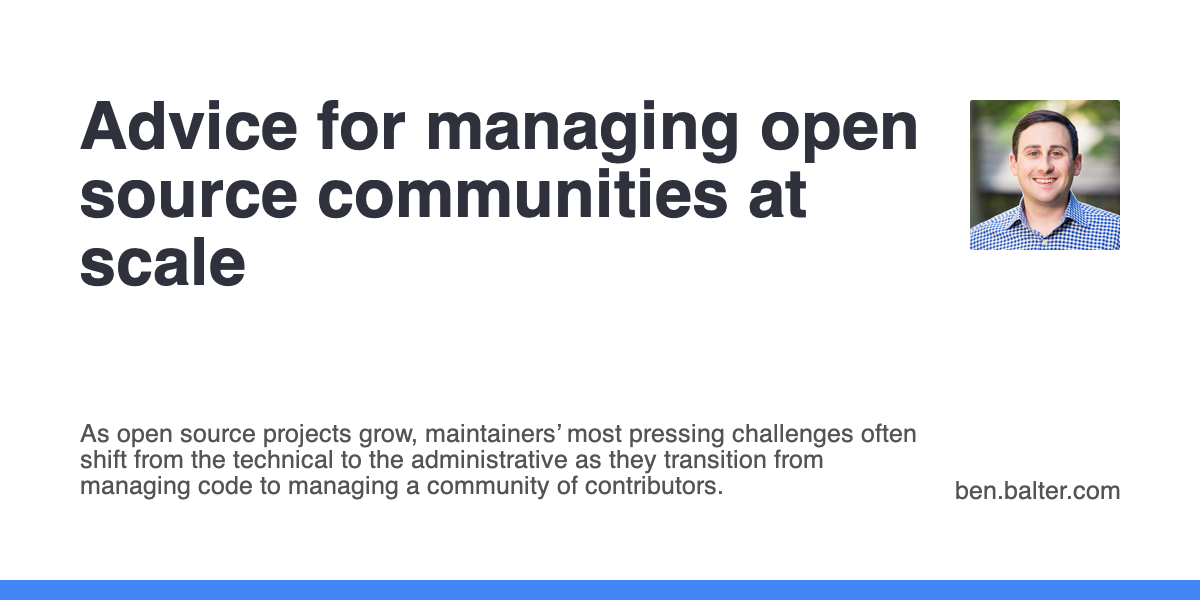 Advice for managing open
source communities at
scale
As open source projects grow, maintainers’ most pressing challenges often
shift from the technical to the administrative as they transition from
managing code to managing a community of contributors.
ben.balter.com